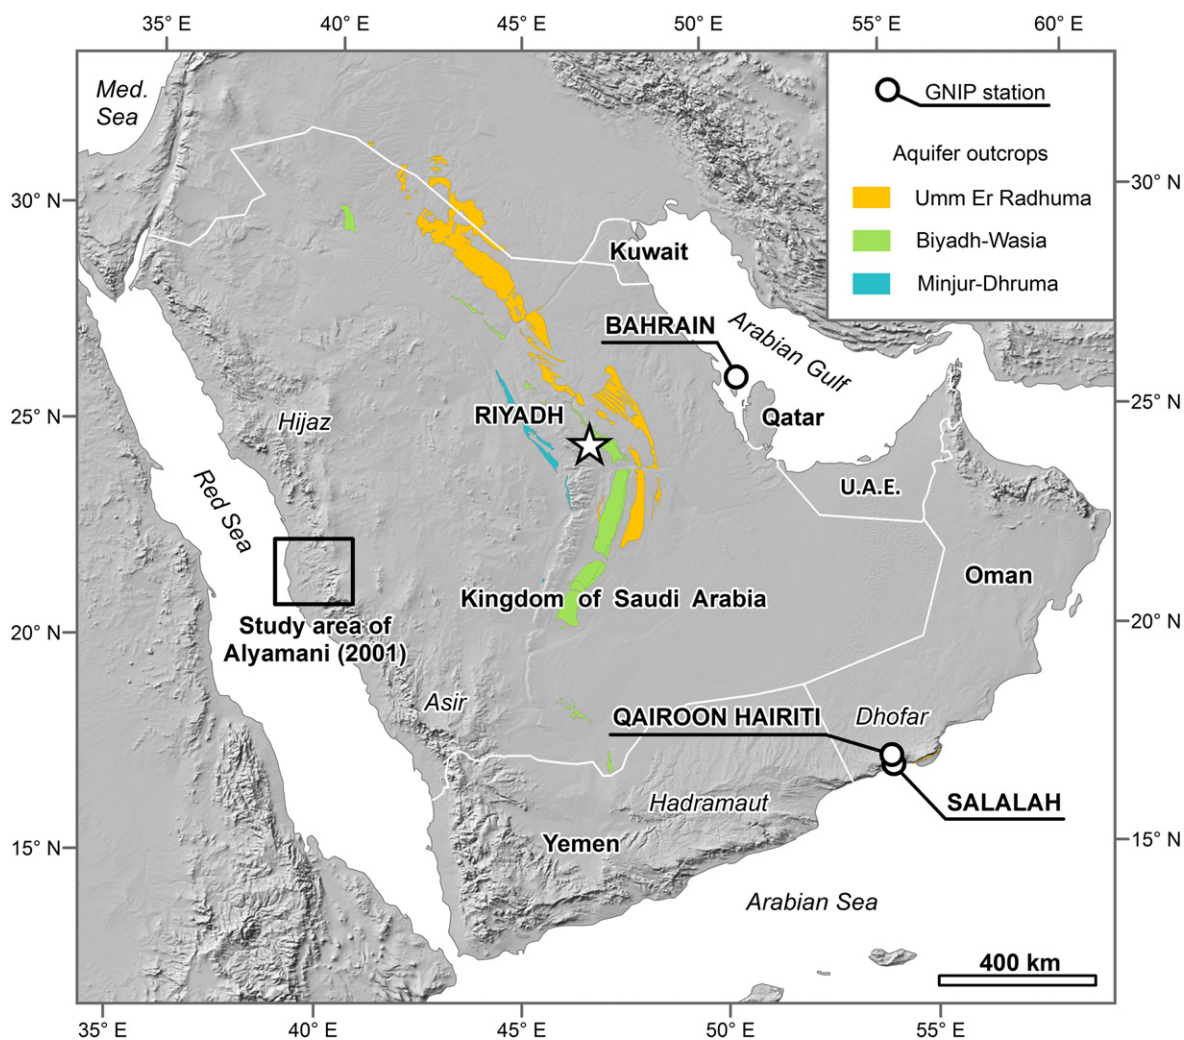 35° E 40° E 45° E 50° E 55° E 60° E
Med.
Sea
GNIP station
Aquifer outcrops
Umm Er Radhuma
Biyadh-Wasia
Minjur-Dhruma
30° N
30° N
Kuwait
BAHRAIN
Arabian Gulf
25° N
25° N
RIYADH
Hijaz
Qatar
Red Sea
U.A.E.
Oman
Kingdom of Saudi Arabia
20° N
20° N
Study area of
Alyamani (2001)
Asir
QAIROON HAIRITI
Dhofar
SALALAH
Hadramaut
15° N
15° N
Yemen
Arabian Sea
400 km
35° E 40° E 45° E 50° E 55° E